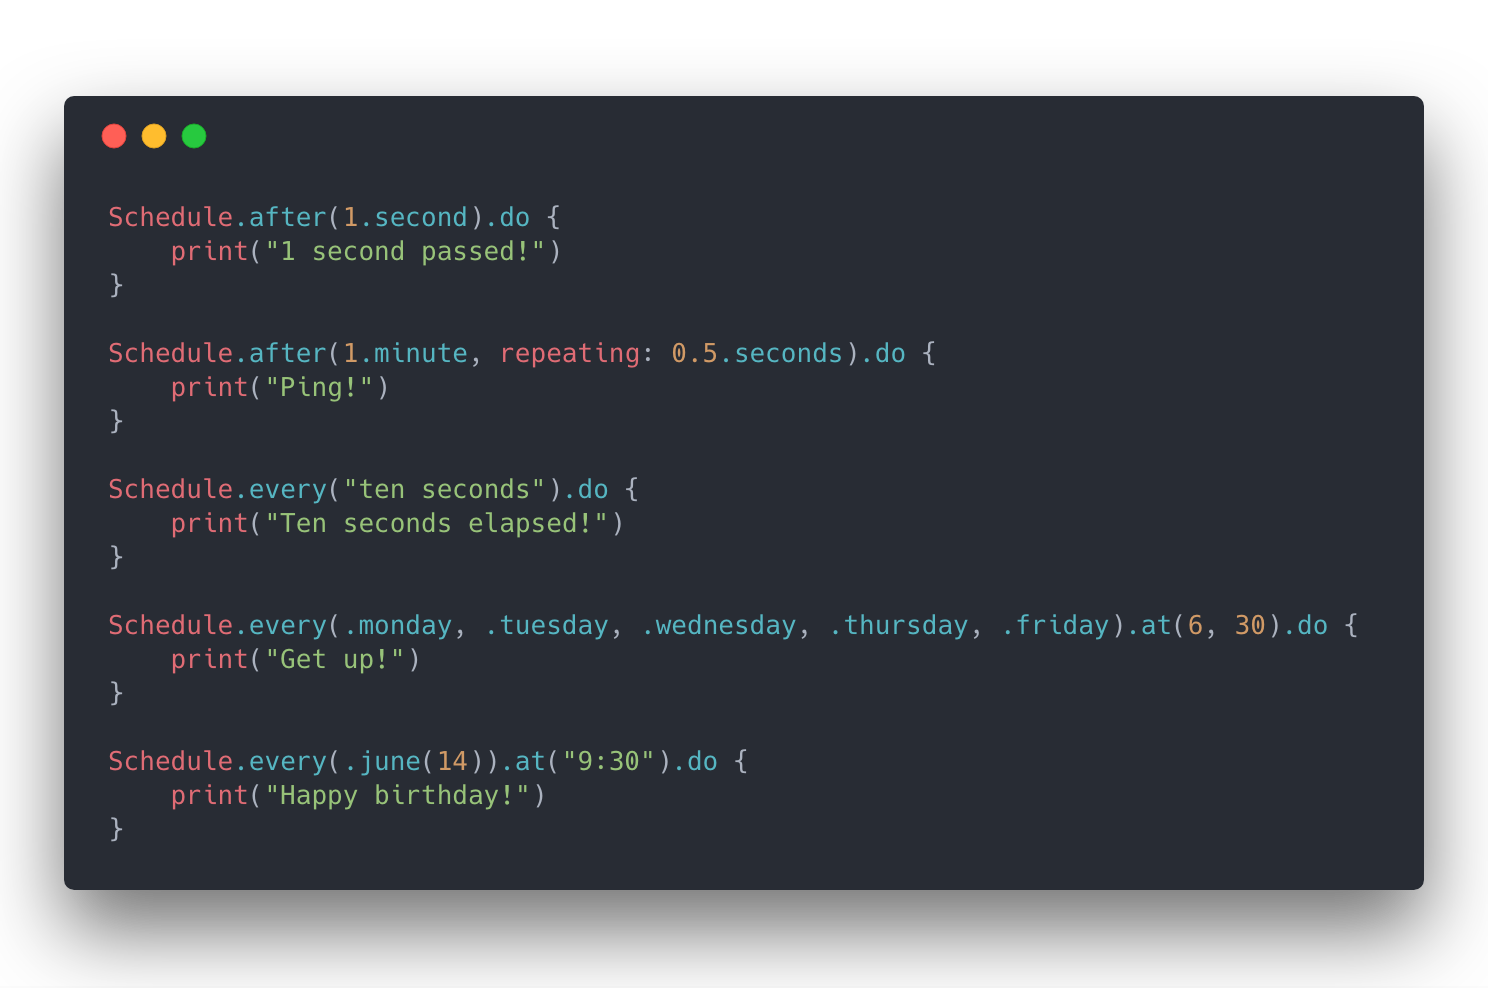 Schedule.after(1.second).do {
    print("1 second passed!")
}

Schedule.after(1.minute, repeating: 0.5.seconds).do {
    print("Ping!")
}

Schedule.every("ten seconds").do {
    print("Ten seconds elapsed!")
}

Schedule.every(.monday, .tuesday, .wednesday, .thursday, .friday).at(6, 30).do {
    print("Get up!")
}

Schedule.every(.june(14)).at("9:30").do {
    print("Happy birthday!")
}